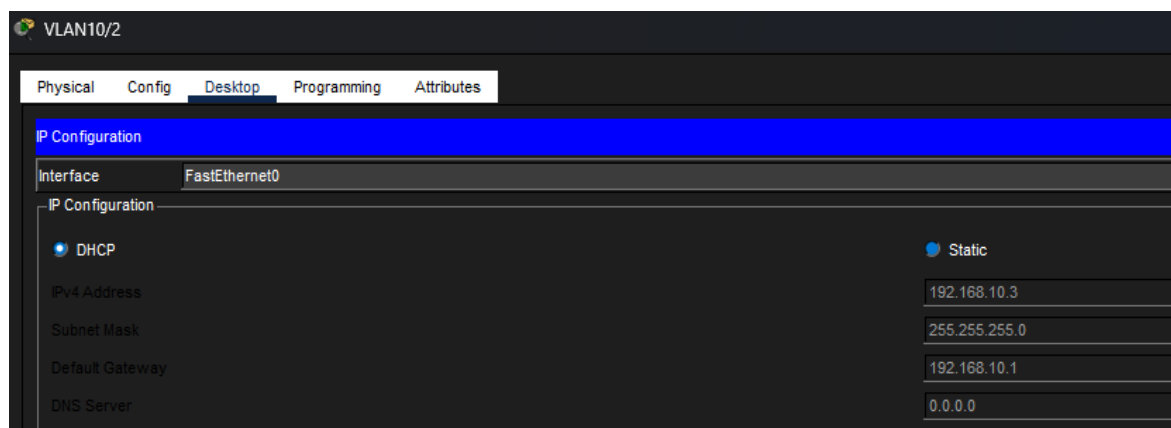 VLAN10/2
Physical Config Desktop Programming Attributes
IP Configuration
Interface FastEthernet0
IP Configuration
DHCP Static
IPv4 Address 192.168.10.3
Subnet Mask 255.255.255.0
Default Gateway 192.168.10.1
DNS Server 0.0.0.0